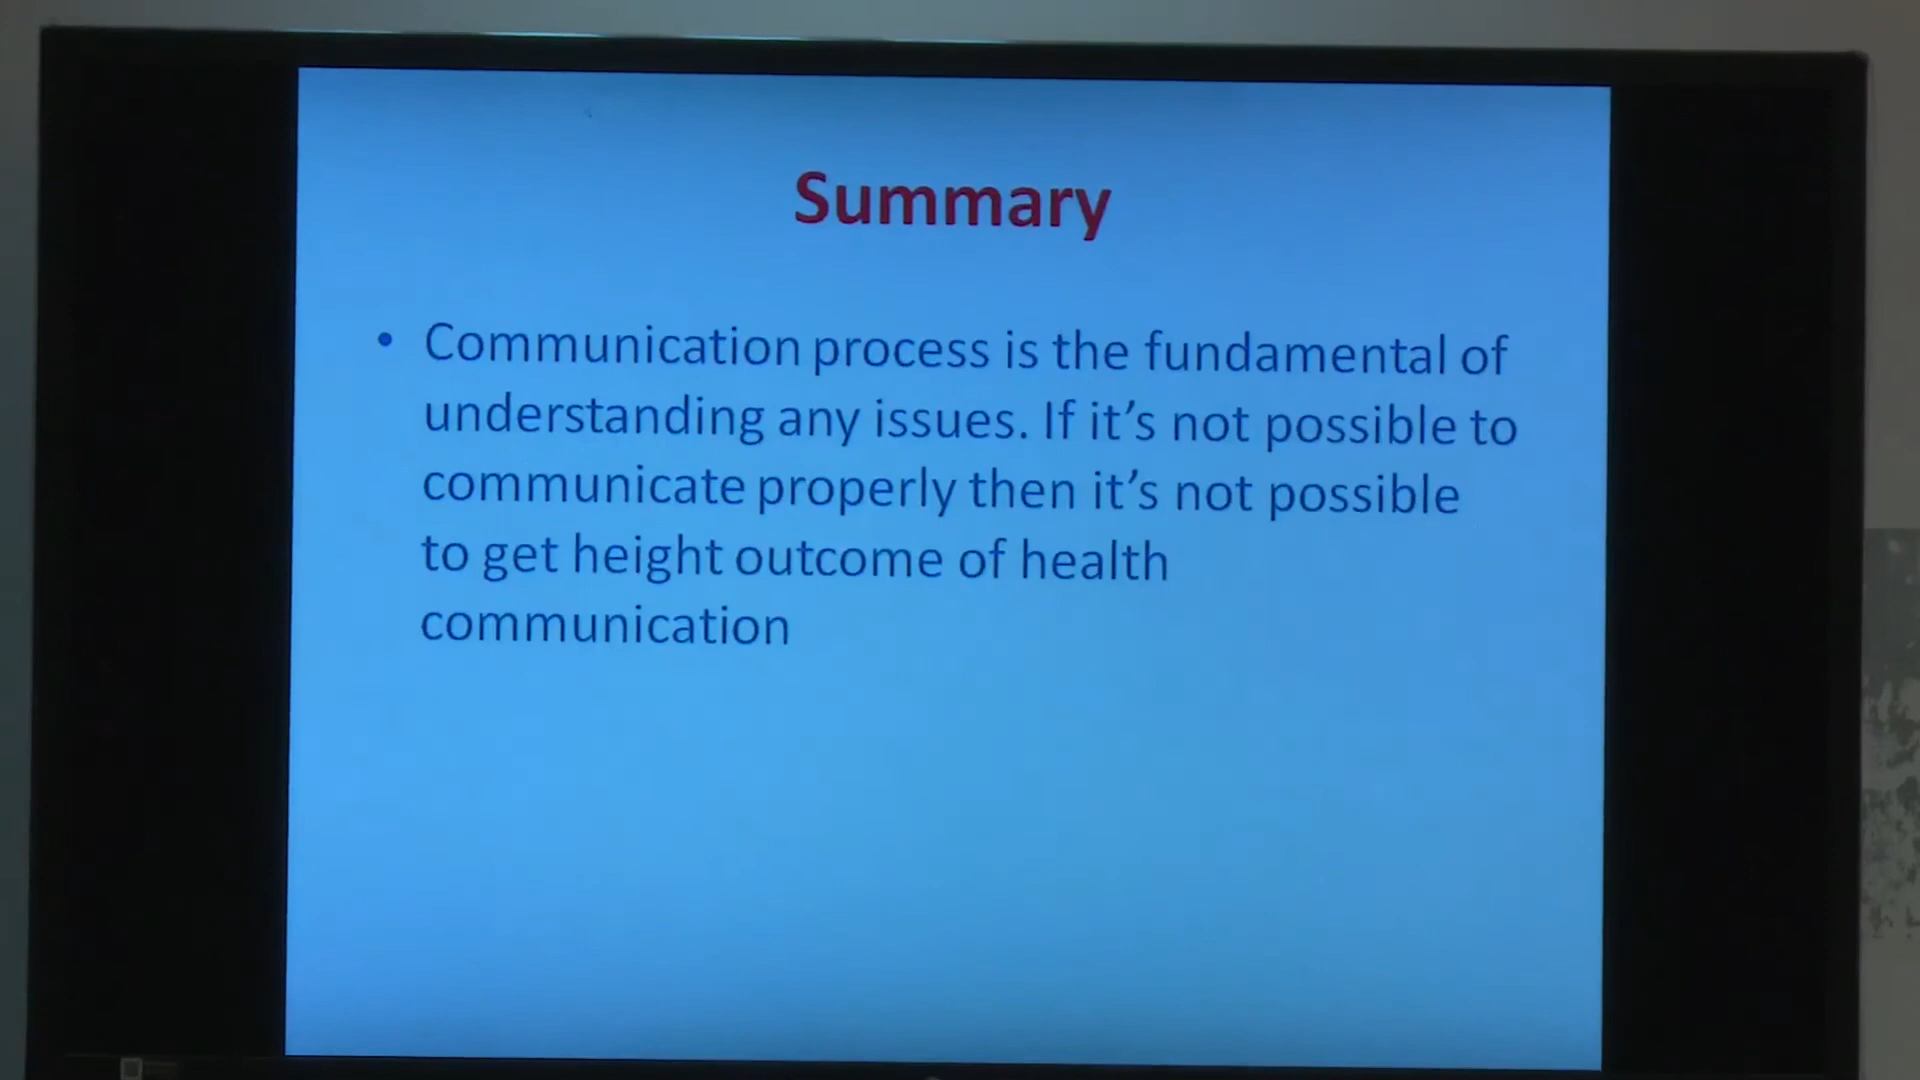 Summary
• Communication process is the fundamental of
understanding any issues. If it’s not possible to
communicate properly then it’s not possible
to get height outcome of health
communication